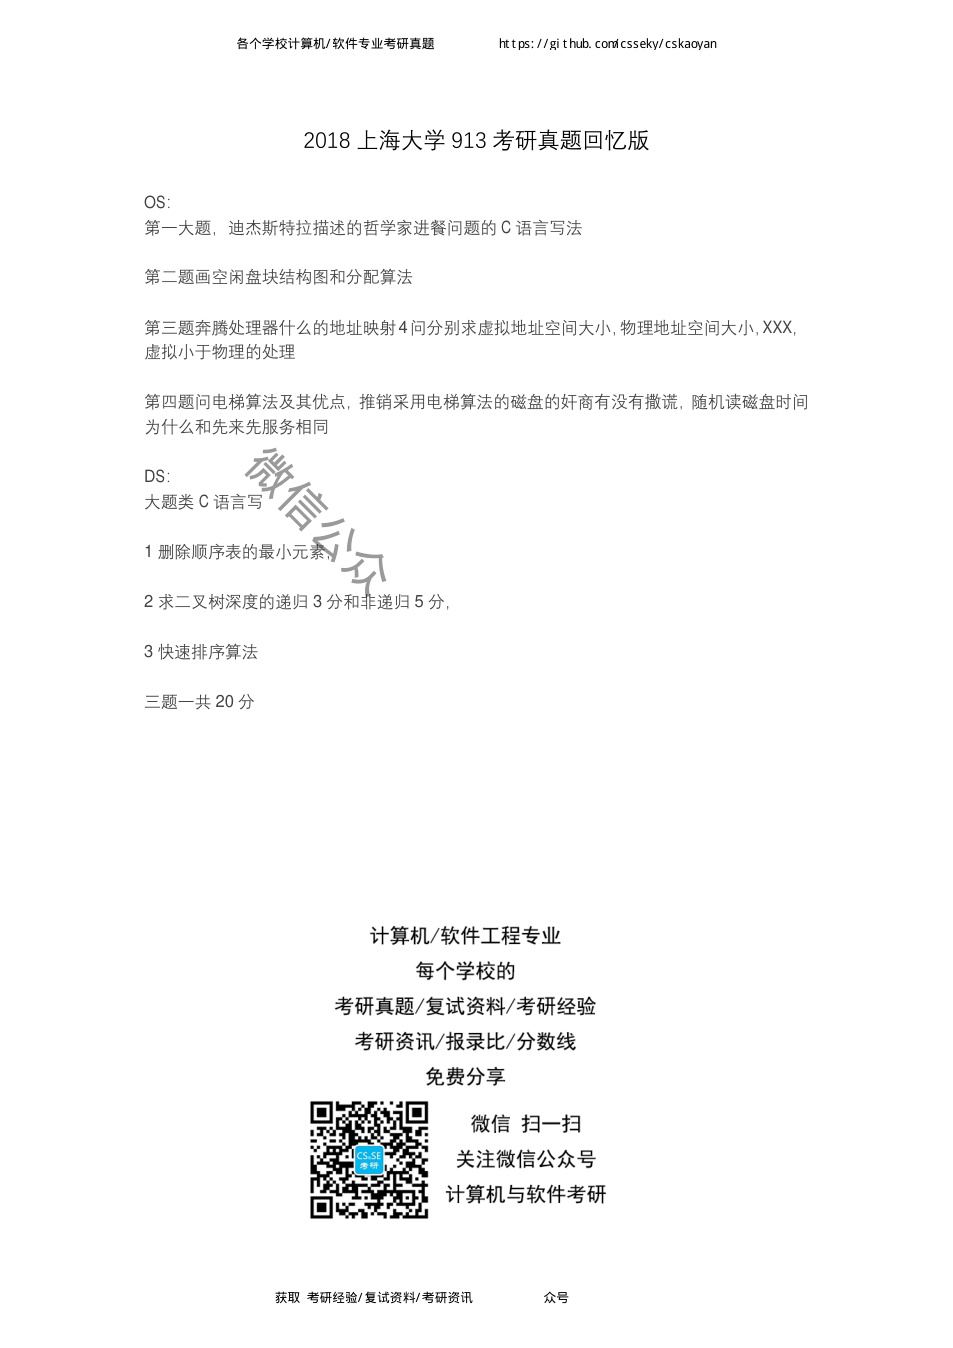 各个学校计算机/软件专业考研真题 https://github.com/csseky/cskaoyan
2018 上海大学 913 考研真题回忆版
OS:
第一大题，迪杰斯特拉描述的哲学家进餐问题的 C 语言写法
第二题画空闲盘块结构图和分配算法
第三题奔腾处理器什么的地址映射 4 问分别求虚拟地址空间大小,物理地址空间大小,XXX,
虚拟小于物理的处理
第四题问电梯算法及其优点，推销采用电梯算法的磁盘的奸商有没有撒谎，随机读磁盘时间
为什么和先来先服务相同
DS:
大题类 C 语言写
1 删除顺序表的最小元素,
2 求二叉树深度的递归 3 分和非递归 5 分,
3 快速排序算法
三题一共 20 分
微信公众
计算机/软件工程专业
每个学校的
考研真题/复试资料/考研经验
考研资讯/报录比/分数线
免费分享
CS&SE
考研
微信 扫一扫
关注微信公众号
计算机与软件考研
获取 考研经验/复试资料/考研资讯 众号